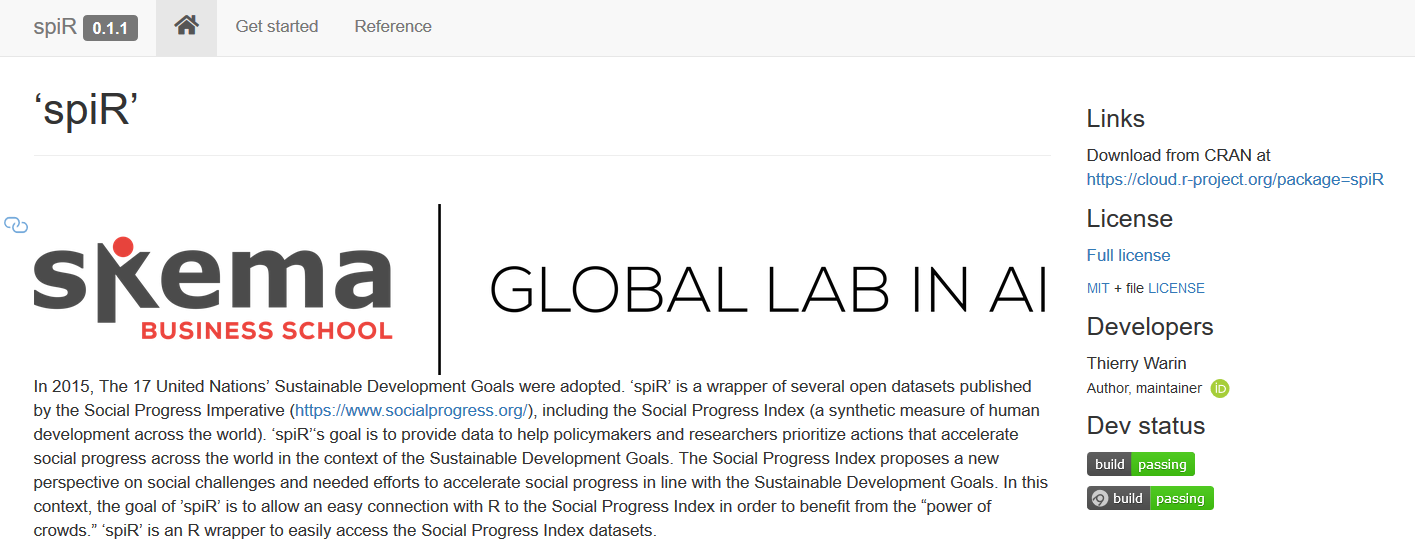 spiR 0.1.1 Get started Reference
‘spiR’
skema
BUSINESS SCHOOL
GLOBAL LAB IN AI
In 2015, The 17 United Nations’ Sustainable Development Goals were adopted. ‘spiR’ is a wrapper of several open datasets published
by the Social Progress Imperative (https://www.socialprogress.org/), including the Social Progress Index (a synthetic measure of human
development across the world). ‘spiR’‘s goal is to provide data to help policymakers and researchers prioritize actions that accelerate
social progress across the world in the context of the Sustainable Development Goals. The Social Progress Index proposes a new
perspective on social challenges and needed efforts to accelerate social progress in line with the Sustainable Development Goals. In this
context, the goal of ’spiR’ is to allow an easy connection with R to the Social Progress Index in order to benefit from the “power of
crowds.” ‘spiR’ is an R wrapper to easily access the Social Progress Index datasets.
Links
Download from CRAN at
https://cloud.r-project.org/package=spiR
License
Full license
MIT + file LICENSE
Developers
Thierry Warin
Author, maintainer iD
Dev status
build passing
build passing